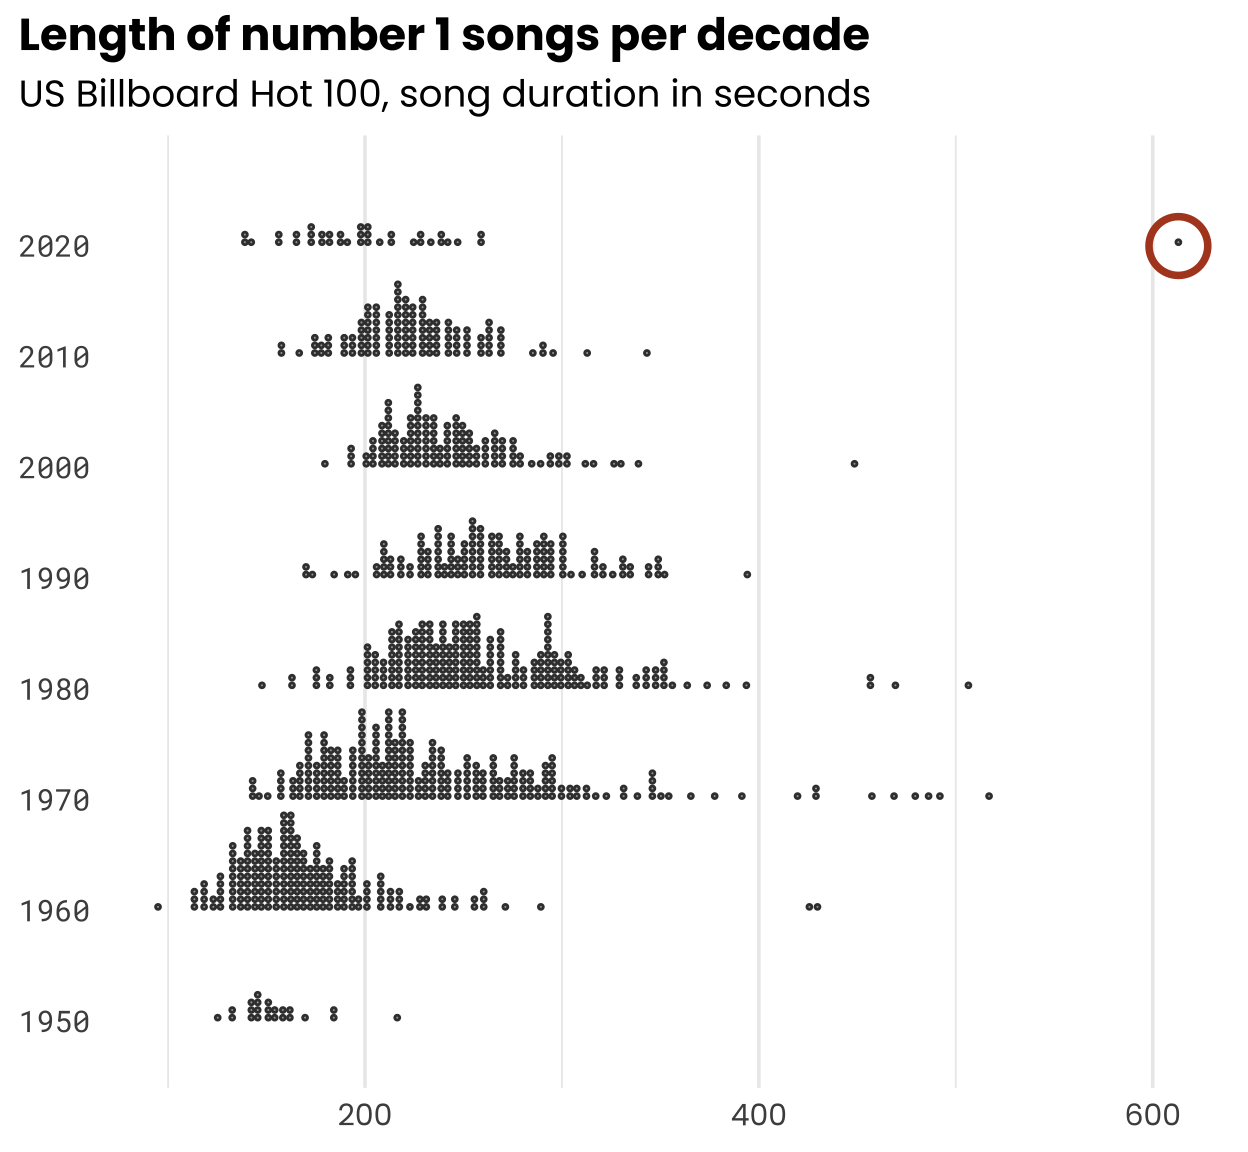 Length of number 1 songs per decade
US Billboard Hot 100, song duration in seconds
2020
2010
2000
1990
1980
1970
1960
1950
200 400 600